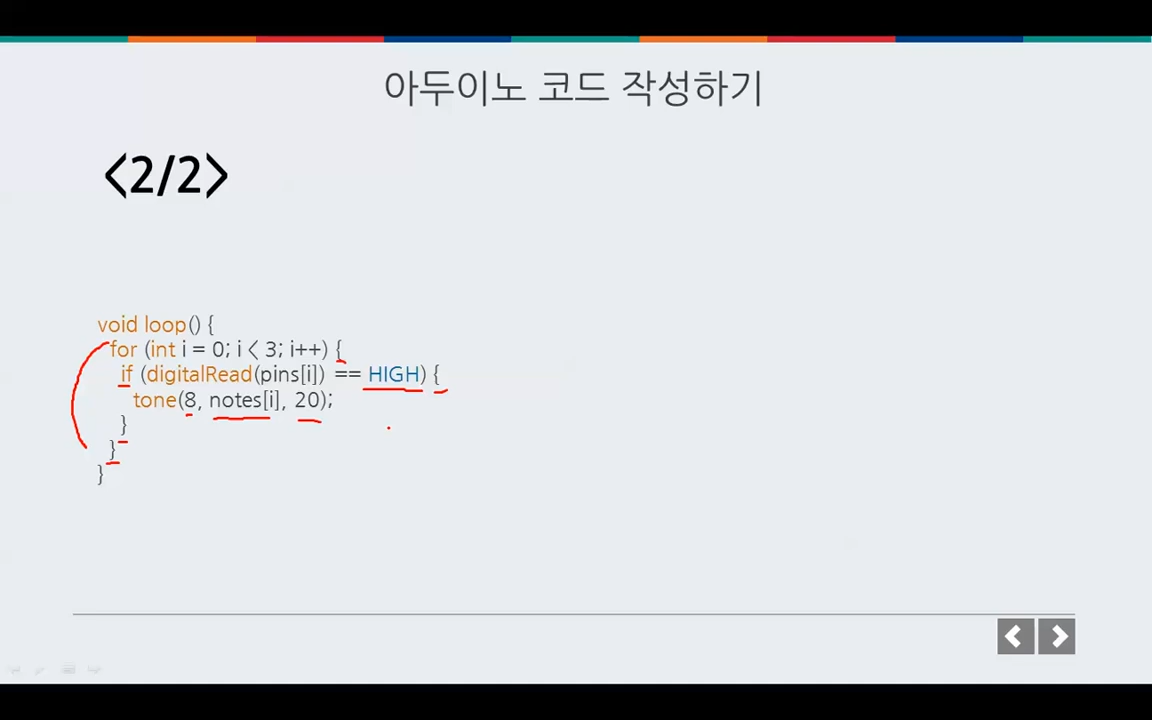 아두이노 코드 작성하기
<2/2>
void loop() {
for (int i = 0; i < 3; i++) {
if (digitalRead(pins[i]) == HIGH) {
tone(8, notes[i], 20);
}
}
}